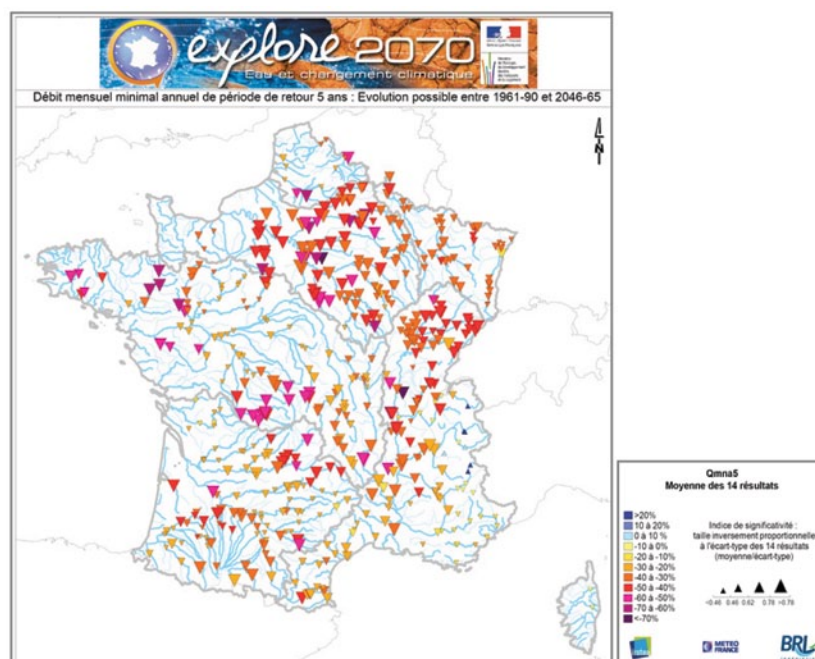 explore 2070
Eau et changement climatique
Débit mensuel minimal annuel de période de retour 5 ans : Evolution possible entre 1961-90 et 2046-65
N
Qmna5
Moyenne des 14 résultats
>20%
10 à 20%
0 à 10 %
-10 à 0%
-20 à -10%
-30 à -20%
-40 à -30%
-50 à -40%
-60 à -50%
-70 à -60%
<-70%
Indice de significativité :
taille inversement proportionnelle
à l'écart-type des 14 résultats
(moyenne/écart-type)
<0.46 0.46 0.62 0.78 >0.78
METEO
FRANCE
BRL